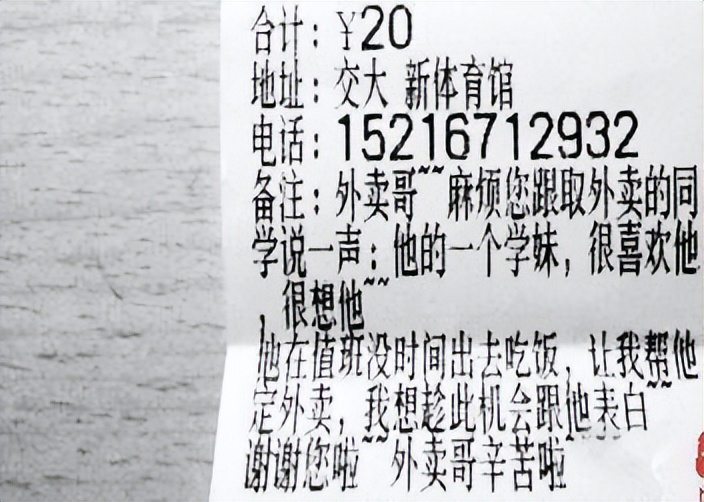 合计：¥20
地址：交大 新体育馆
电话：15216712932
备注：外卖哥~~麻烦您跟取外卖的同
学说一声：他的一个学妹，很喜欢他
，很想他~~
他在值班没时间出去吃饭，让我帮他
定外卖，我想趁此机会跟他表白~~
谢谢您啦~~外卖哥辛苦啦~